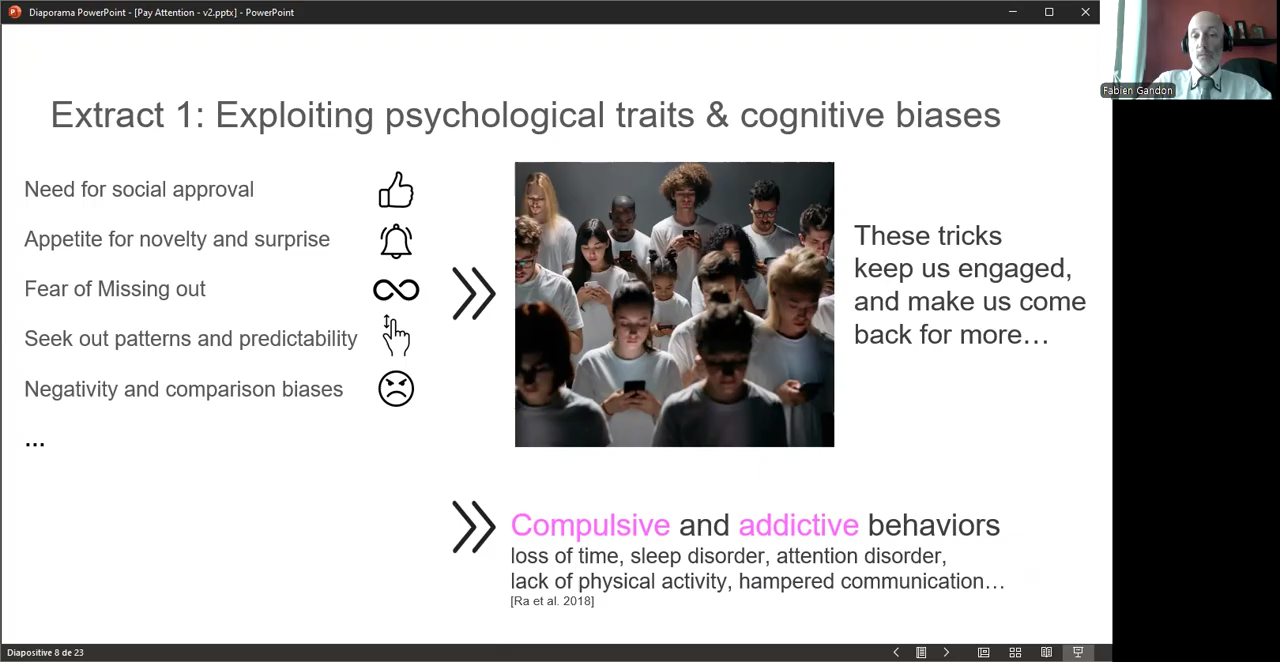 Diaporama PowerPoint - [Pay Attention - v2.pptx] - PowerPoint
Fabien Gandon
Extract 1: Exploiting psychological traits & cognitive biases
Need for social approval
Appetite for novelty and surprise
Fear of Missing out
Seek out patterns and predictability
Negativity and comparison biases
...
These tricks
keep us engaged,
and make us come
back for more…
Compulsive and addictive behaviors
loss of time, sleep disorder, attention disorder,
lack of physical activity, hampered communication…
[Ra et al. 2018]
Diapositive 8 de 23